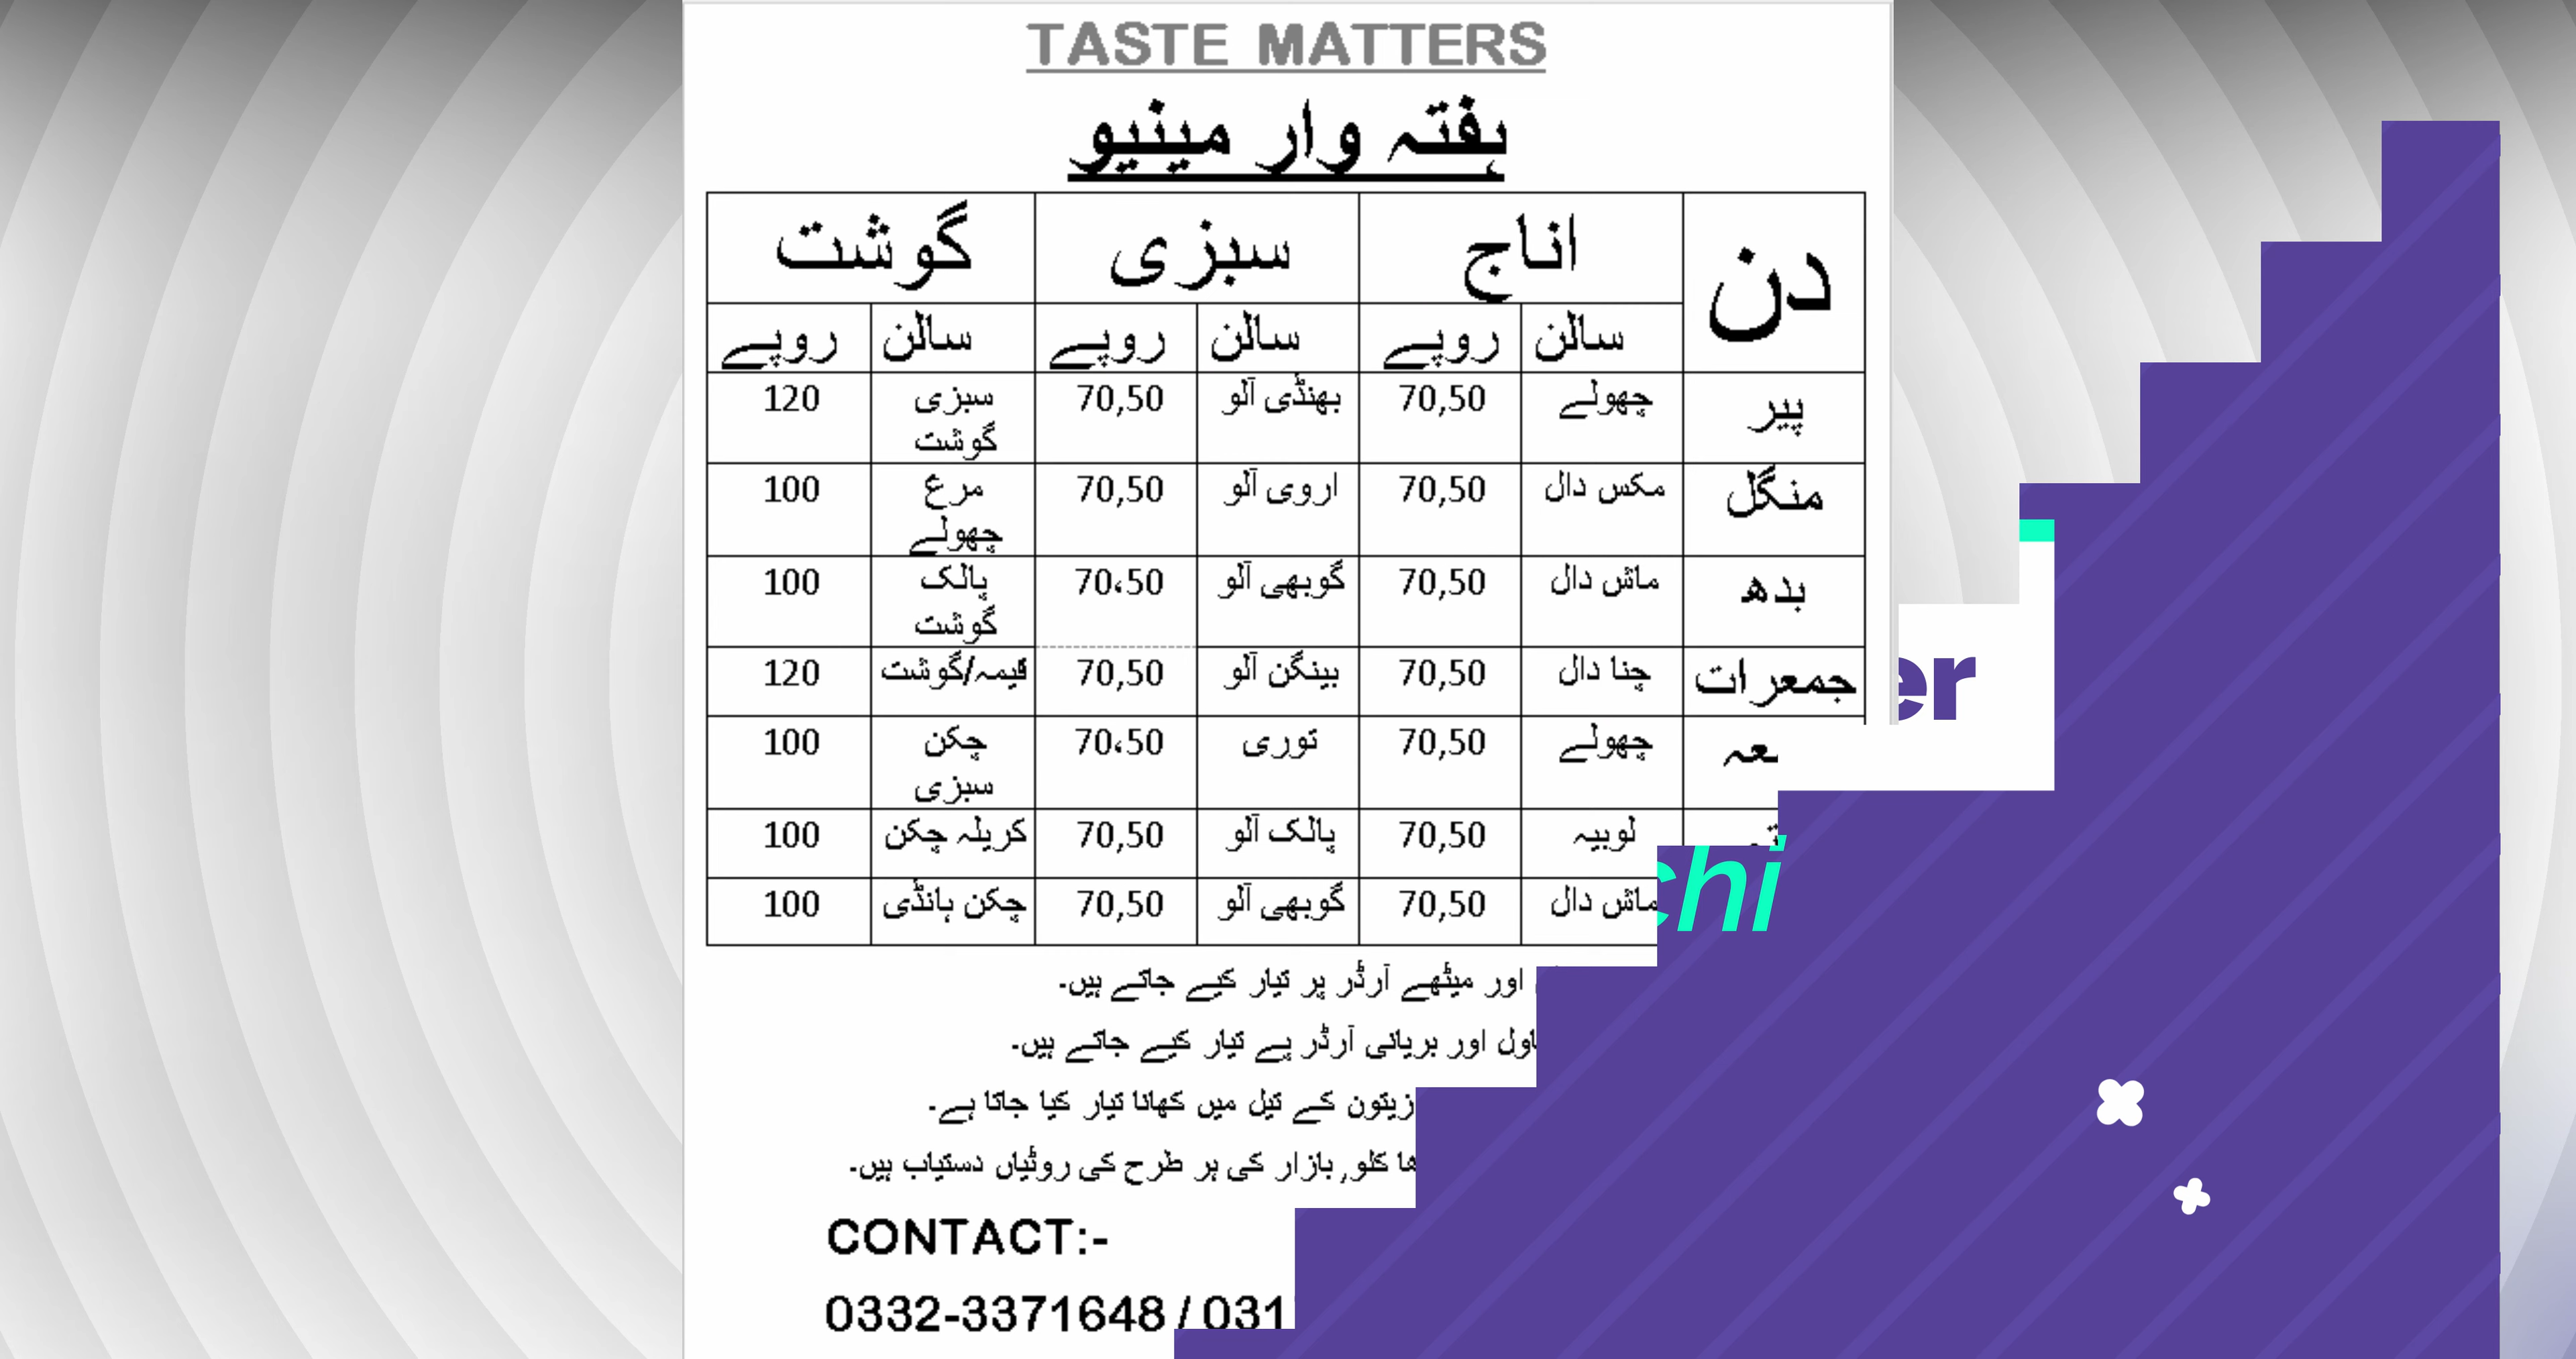 TASTE MATTERS
ہفتہ وار مینیو
دن اناج سبزی گوشت
سالن روپے سالن روپے سالن روپے
پیر چھولے 70,50 بھنڈی آلو 70,50 سبزی گوشت 120
منگل مکس دال 70,50 اروی آلو 70,50 مرغ چھولے 100
بدھ ماش دال 70,50 گوبھی آلو 70،50 پالک گوشت 100
جمعرات چنا دال 70,50 بینگن آلو 70,50 قیمہ/گوشت 120
چھولے 70,50 توری 70،50 چکن سبزی 100
لوبیہ 70,50 پالک آلو 70,50 کریلہ چکن 100
ماش دال 70,50 گوبھی آلو 70,50 چکن ہانڈی 100
اور میٹھے آرڈر پر تیار کیے جاتے ہیں۔
اور بریانی آرڈر پے تیار کیے جاتے ہیں۔
زیتون کے تیل میں کھانا تیار کیا جاتا ہے۔
کلو, بازار کی ہر طرح کی روٹیاں دستیاب ہیں۔
CONTACT:-
0332-3371648 / 031
er
chi